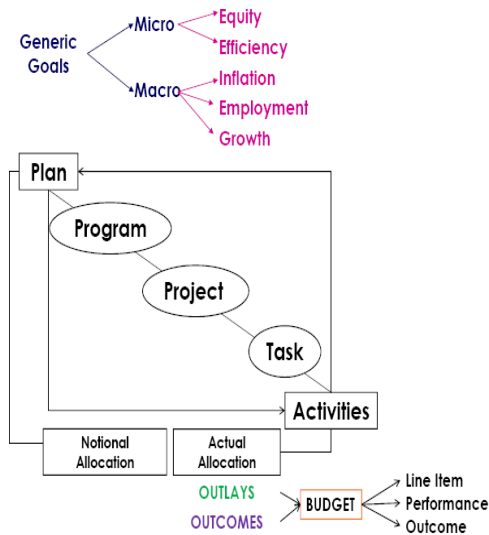 Generic
Goals
Micro
Macro
Equity
Efficiency
Inflation
Employment
Growth
Plan
Program
Project
Task
Activities
Notional
Allocation
Actual
Allocation
OUTLAYS
OUTCOMES
BUDGET
Line Item
Performance
Outcome